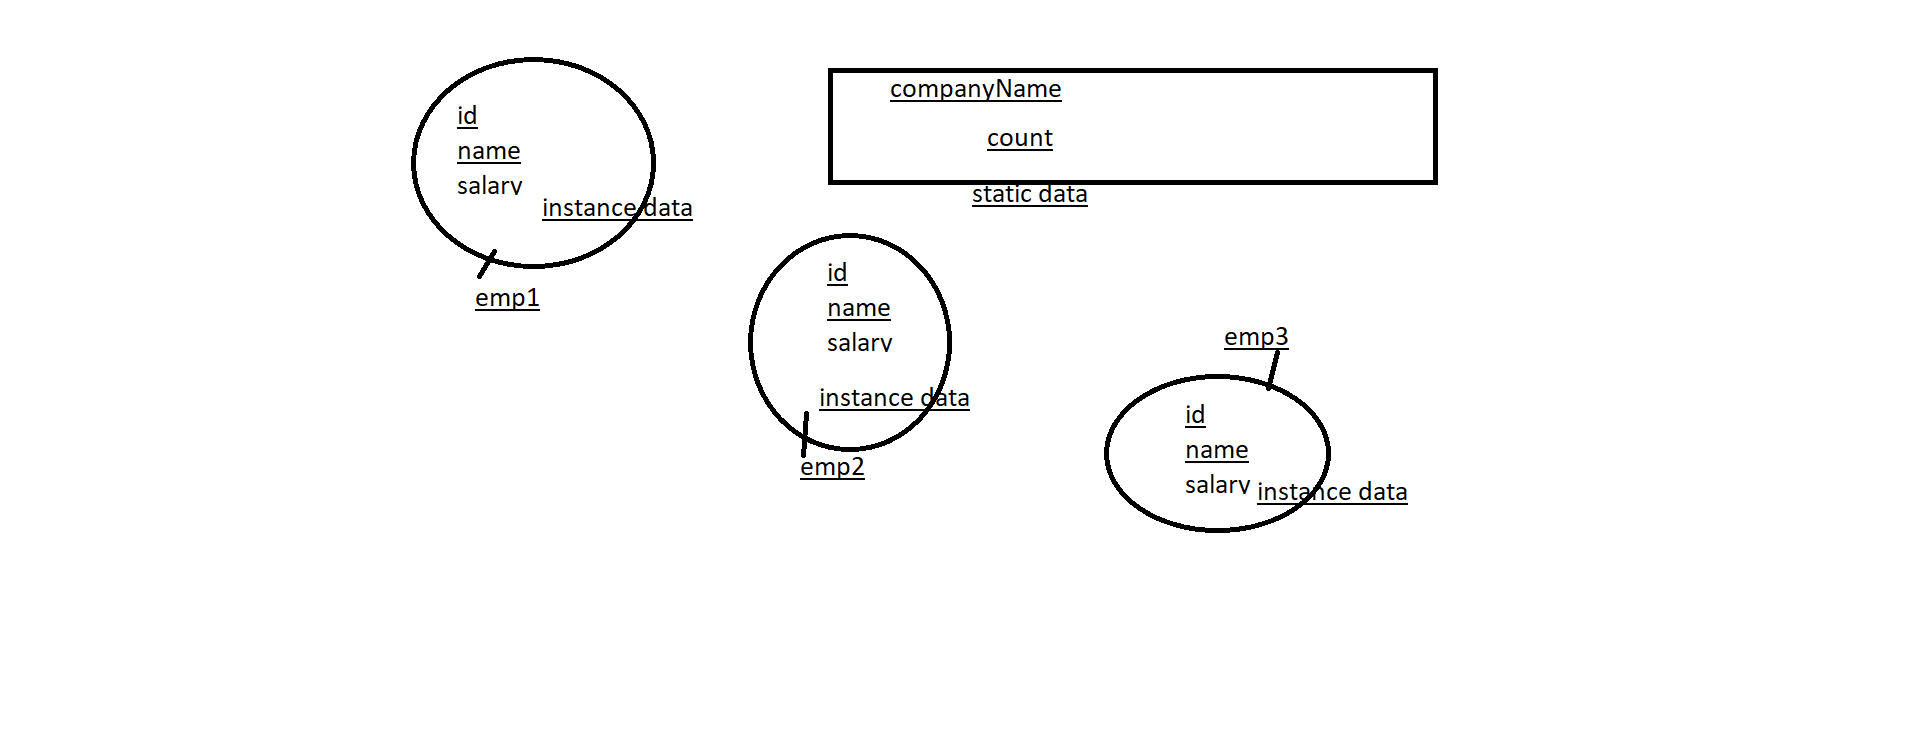 id
name
salary
instance data
emp1
companyName
count
static data
id
name
salary
instance data
emp2
emp3
id
name
salary
instance data